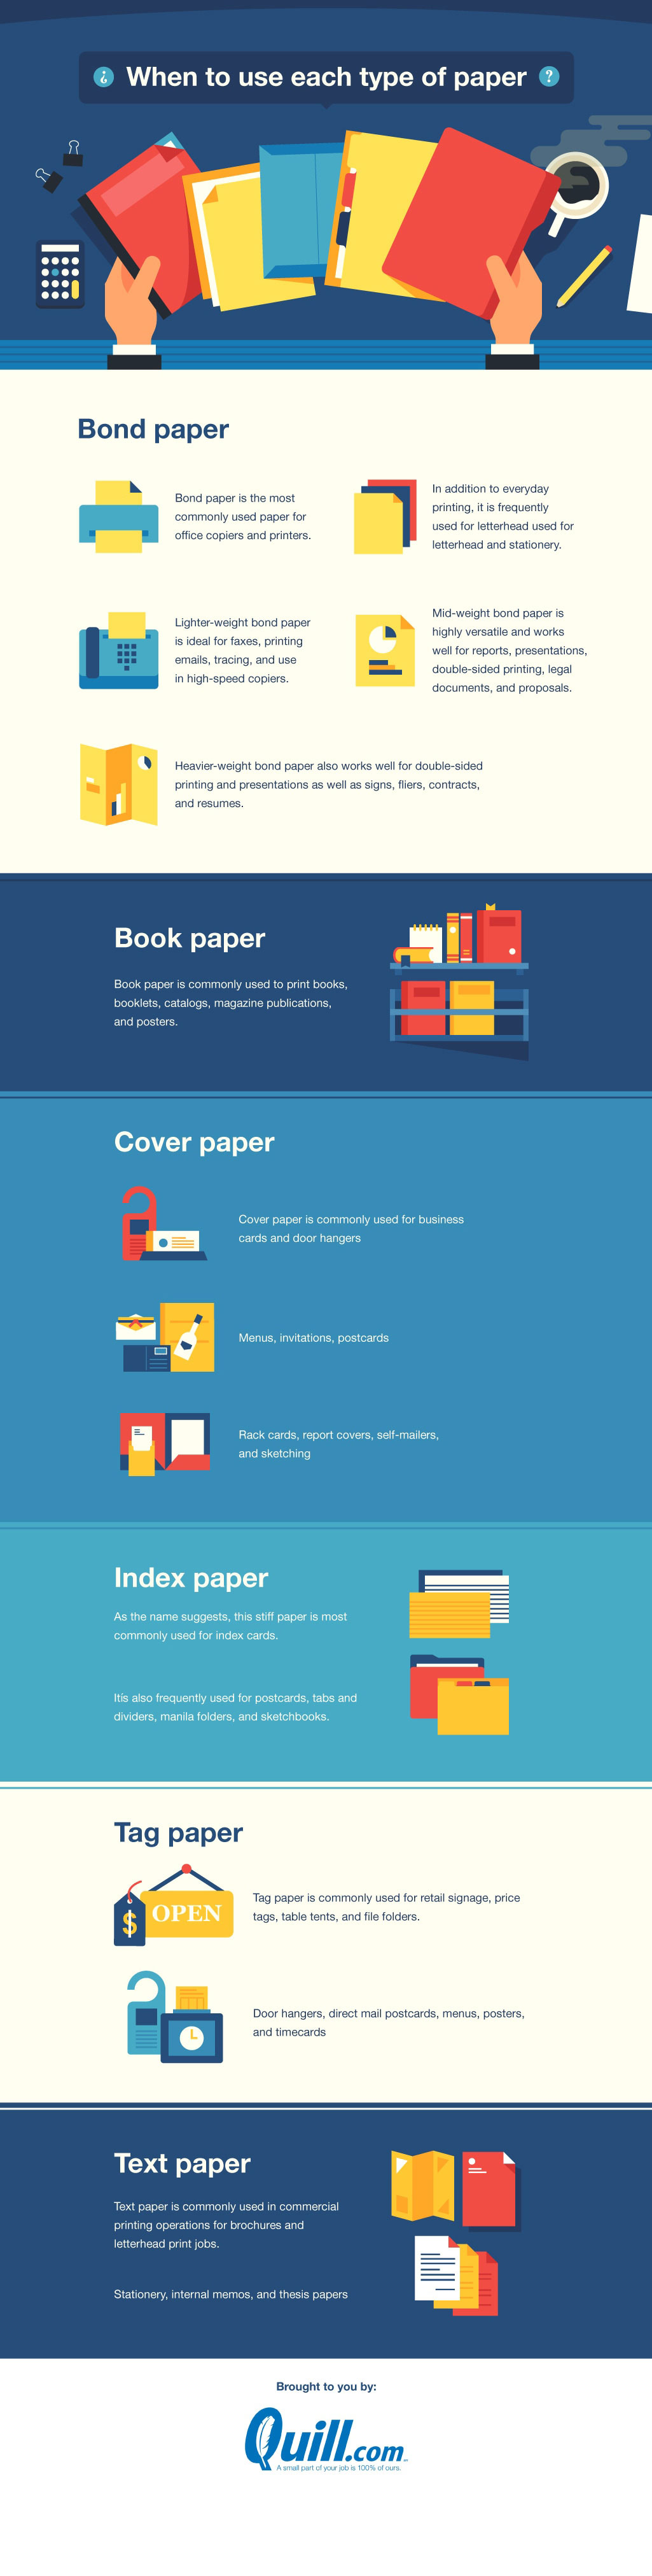 ¿ When to use each type of paper ?
Bond paper
Bond paper is the most
commonly used paper for
office copiers and printers.
In addition to everyday
printing, it is frequently
used for letterhead used for
letterhead and stationery.
Lighter-weight bond paper
is ideal for faxes, printing
emails, tracing, and use
in high-speed copiers.
Mid-weight bond paper is
highly versatile and works
well for reports, presentations,
double-sided printing, legal
documents, and proposals.
Heavier-weight bond paper also works well for double-sided
printing and presentations as well as signs, fliers, contracts,
and resumes.
Book paper
Book paper is commonly used to print books,
booklets, catalogs, magazine publications,
and posters.
Cover paper
Cover paper is commonly used for business
cards and door hangers
Menus, invitations, postcards
Rack cards, report covers, self-mailers,
and sketching
Index paper
As the name suggests, this stiff paper is most
commonly used for index cards.
Itís also frequently used for postcards, tabs and
dividers, manila folders, and sketchbooks.
Tag paper
$ OPEN
Tag paper is commonly used for retail signage, price
tags, table tents, and file folders.
Door hangers, direct mail postcards, menus, posters,
and timecards
Text paper
Text paper is commonly used in commercial
printing operations for brochures and
letterhead print jobs.
Stationery, internal memos, and thesis papers
Brought to you by:
Quill.com
A small part of your job is 100% of ours.